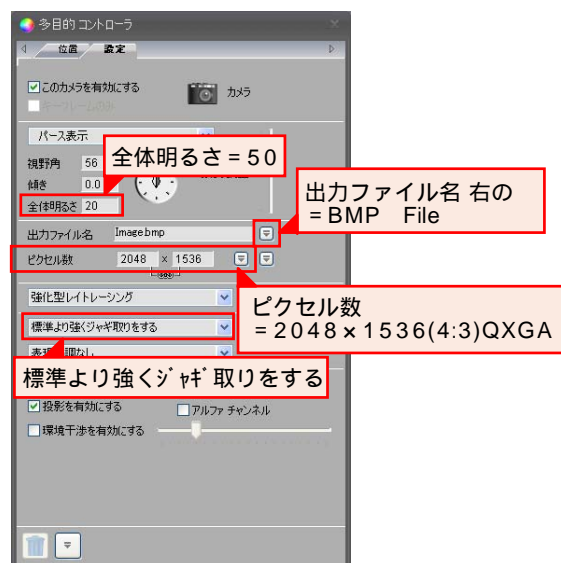 多目的 コントローラ
位置 設定
このカメラを有効にする
カメラ
キーフレームのみ
パース表示
視野角 56
全体明るさ=50
傾き 0.0
全体明るさ 20
出力ファイル名 右の
=BMP File
出力ファイル名 Image.bmp
ピクセル数 2048 × 1536
強化型レイトレーシング
ピクセル数
=2048×1536(4:3)QXGA
標準より強くジャギ取りをする
標準より強くジャギ取りをする
投影を有効にする
アルファ チャンネル
環境干渉を有効にする